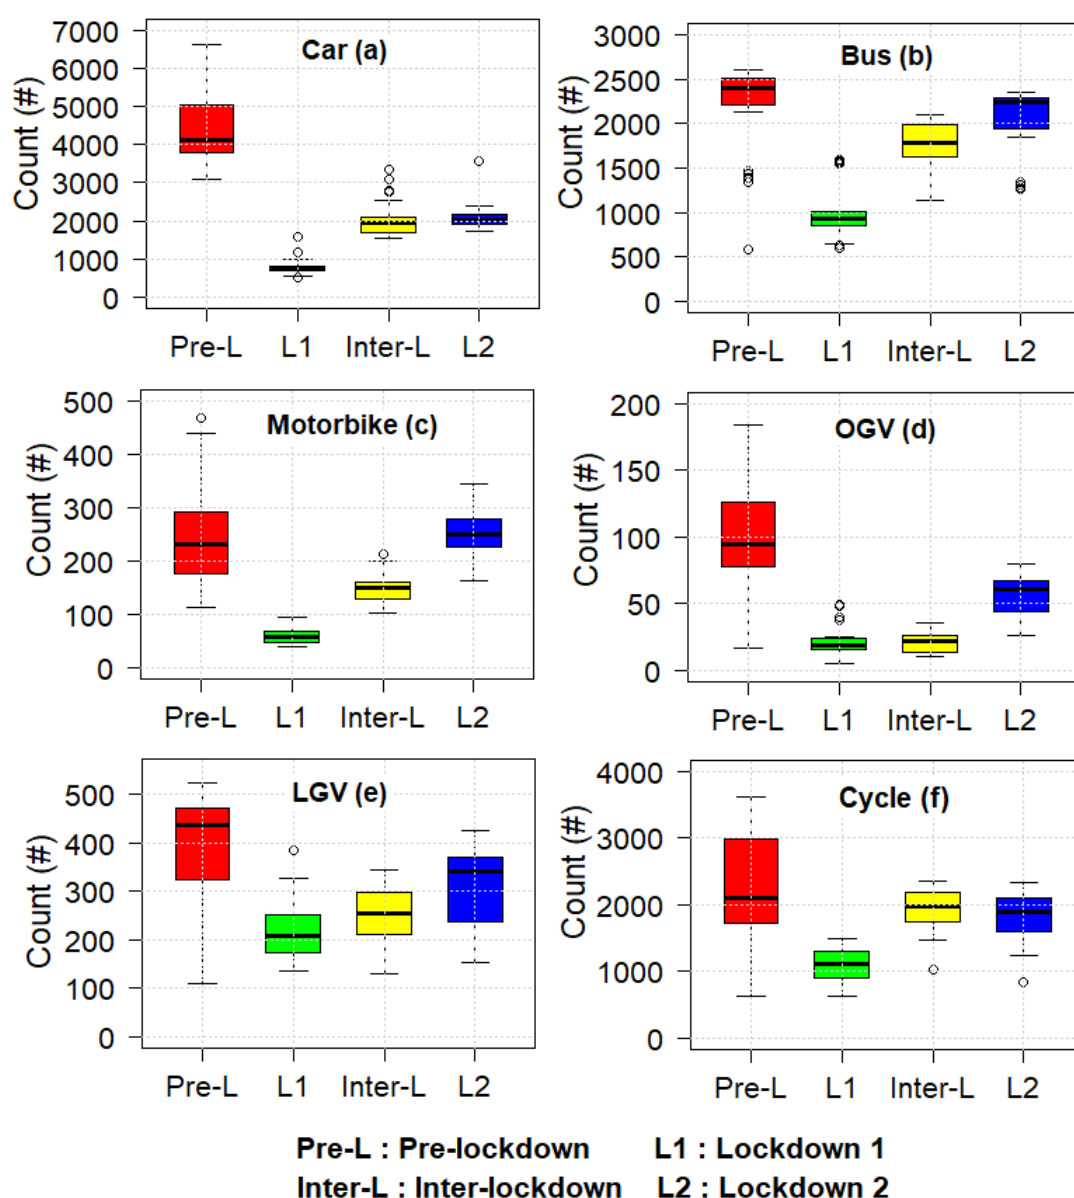 Car (a)
Count (#)
7000
6000
5000
4000
3000
2000
1000
0
Pre-L L1 Inter-L L2
Bus (b)
Count (#)
3000
2500
2000
1500
1000
500
0
Pre-L L1 Inter-L L2
Motorbike (c)
Count (#)
500
400
300
200
100
0
Pre-L L1 Inter-L L2
OGV (d)
Count (#)
200
150
100
50
0
Pre-L L1 Inter-L L2
LGV (e)
Count (#)
500
400
300
200
100
0
Pre-L L1 Inter-L L2
Cycle (f)
Count (#)
4000
3000
2000
1000
0
Pre-L L1 Inter-L L2
Pre-L : Pre-lockdown L1 : Lockdown 1
Inter-L : Inter-lockdown L2 : Lockdown 2